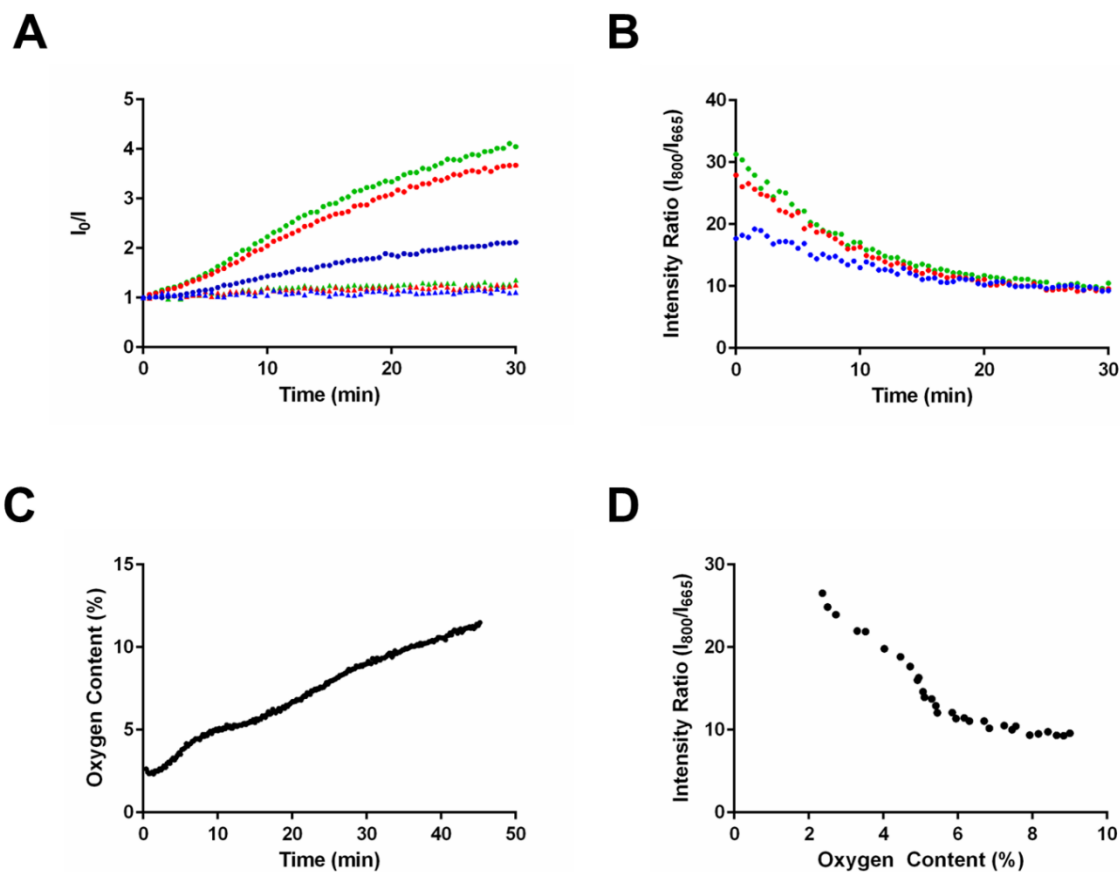 A
B
I₀/I
5
4
3
2
1
0
0 10 20 30
Time (min)
Intensity Ratio (I₈₀₀/I₆₆₅)
40
30
20
10
0
0 10 20 30
Time (min)
C
D
Oxygen Content (%)
15
10
5
0
0 10 20 30 40 50
Time (min)
Intensity Ratio (I₈₀₀/I₆₆₅)
30
20
10
0
0 2 4 6 8 10
Oxygen Content (%)